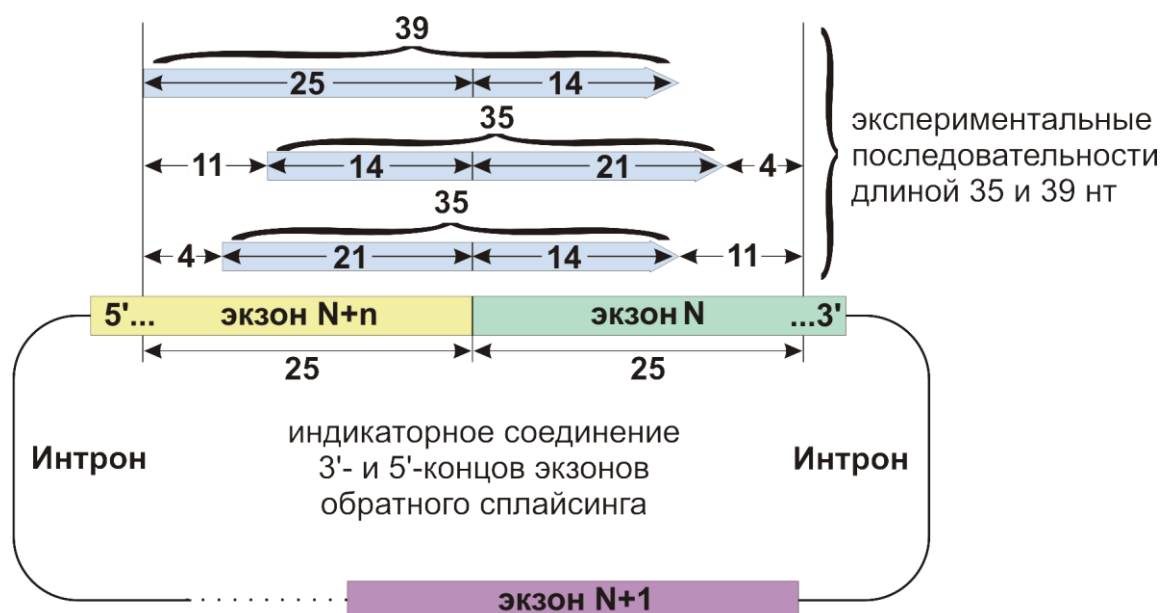 39
25 14
35
11 14 21 4
35
4 21 14 11
экспериментальные
последовательности
длиной 35 и 39 нт
5'... экзон N+n экзон N ...3'
25 25
Интрон
индикаторное соединение
3'- и 5'-концов экзонов
обратного сплайсинга
Интрон
экзон N+1